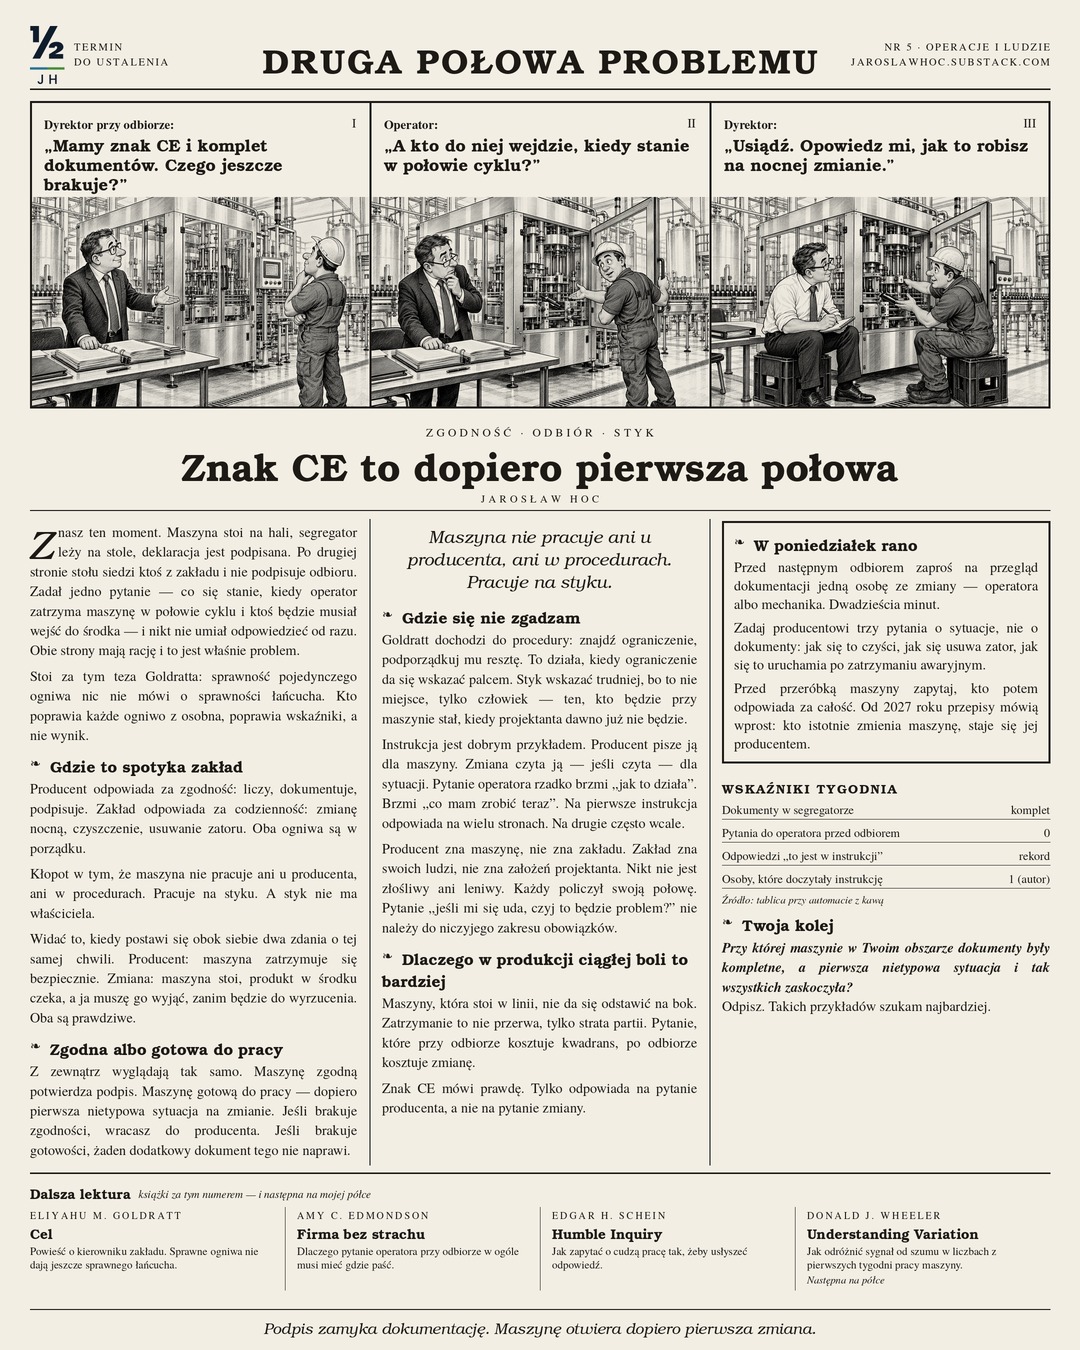 ½
JH
TERMIN
DO USTALENIA
DRUGA POŁOWA PROBLEMU
NR 5 · OPERACJE I LUDZIE
JAROSLAWHOC.SUBSTACK.COM
Dyrektor przy odbiorze:
I
„Mamy znak CE i komplet
dokumentów. Czego jeszcze
brakuje?”
Operator:
II
„A kto do niej wejdzie, kiedy stanie
w połowie cyklu?”
Dyrektor:
III
„Usiądź. Opowiedz mi, jak to robisz
na nocnej zmianie.”
ZGODNOŚĆ · ODBIÓR · STYK
Znak CE to dopiero pierwsza połowa
JAROSŁAW HOC
Znasz ten moment. Maszyna stoi na hali, segregator
leży na stole, deklaracja jest podpisana. Po drugiej
stronie stołu siedzi ktoś z zakładu i nie podpisuje odbioru.
Zadał jedno pytanie — co się stanie, kiedy operator
zatrzyma maszynę w połowie cyklu i ktoś będzie musiał
wejść do środka — i nikt nie umiał odpowiedzieć od razu.
Obie strony mają rację i to jest właśnie problem.
Stoi za tym teza Goldratta: sprawność pojedynczego
ogniwa nic nie mówi o sprawności łańcucha. Kto
poprawia każde ogniwo z osobna, poprawia wskaźniki, a
nie wynik.
❧ Gdzie to spotyka zakład
Producent odpowiada za zgodność: liczy, dokumentuje,
podpisuje. Zakład odpowiada za codzienność: zmianę
nocną, czyszczenie, usuwanie zatoru. Oba ogniwa są w
porządku.
Kłopot w tym, że maszyna nie pracuje ani u producenta,
ani w procedurach. Pracuje na styku. A styk nie ma
właściciela.
Widać to, kiedy postawi się obok siebie dwa zdania o tej
samej chwili. Producent: maszyna zatrzymuje się
bezpiecznie. Zmiana: maszyna stoi, produkt w środku
czeka, a ja muszę go wyjąć, zanim będzie do wyrzucenia.
Oba są prawdziwe.
❧ Zgodna albo gotowa do pracy
Z zewnątrz wyglądają tak samo. Maszynę zgodną
potwierdza podpis. Maszynę gotową do pracy — dopiero
pierwsza nietypowa sytuacja na zmianie. Jeśli brakuje
zgodności, wracasz do producenta. Jeśli brakuje
gotowości, żaden dodatkowy dokument tego nie naprawi.
Maszyna nie pracuje ani u
producenta, ani w procedurach.
Pracuje na styku.
❧ Gdzie się nie zgadzam
Goldratt dochodzi do procedury: znajdź ograniczenie,
podporządkuj mu resztę. To działa, kiedy ograniczenie
da się wskazać palcem. Styk wskazać trudniej, bo to nie
miejsce, tylko człowiek — ten, kto będzie przy
maszynie stał, kiedy projektanta dawno już nie będzie.
Instrukcja jest dobrym przykładem. Producent pisze ją
dla maszyny. Zmiana czyta ją — jeśli czyta — dla
sytuacji. Pytanie operatora rzadko brzmi „jak to działa”.
Brzmi „co mam zrobić teraz”. Na pierwsze instrukcja
odpowiada na wielu stronach. Na drugie często wcale.
Producent zna maszynę, nie zna zakładu. Zakład zna
swoich ludzi, nie zna założeń projektanta. Nikt nie jest
złośliwy ani leniwy. Każdy policzył swoją połowę.
Pytanie „jeśli mi się uda, czyj to będzie problem?” nie
należy do niczyjego zakresu obowiązków.
❧ Dlaczego w produkcji ciągłej boli to
bardziej
Maszyny, która stoi w linii, nie da się odstawić na bok.
Zatrzymanie to nie przerwa, tylko strata partii. Pytanie,
które przy odbiorze kosztuje kwadrans, po odbiorze
kosztuje zmianę.
Znak CE mówi prawdę. Tylko odpowiada na pytanie
producenta, a nie na pytanie zmiany.
❧ W poniedziałek rano
Przed następnym odbiorem zaproś na przegląd
dokumentacji jedną osobę ze zmiany — operatora
albo mechanika. Dwadzieścia minut.
Zadaj producentowi trzy pytania o sytuacje, nie o
dokumenty: jak się to czyści, jak się usuwa zator, jak
się to uruchamia po zatrzymaniu awaryjnym.
Przed przeróbką maszyny zapytaj, kto potem
odpowiada za całość. Od 2027 roku przepisy mówią
wprost: kto istotnie zmienia maszynę, staje się jej
producentem.
WSKAŹNIKI TYGODNIA
Dokumenty w segregatorze komplet
Pytania do operatora przed odbiorem 0
Odpowiedzi „to jest w instrukcji” rekord
Osoby, które doczytały instrukcję 1 (autor)
Źródło: tablica przy automacie z kawą
❧ Twoja kolej
Przy której maszynie w Twoim obszarze dokumenty były
kompletne, a pierwsza nietypowa sytuacja i tak
wszystkich zaskoczyła?
Odpisz. Takich przykładów szukam najbardziej.
Dalsza lektura książki za tym numerem — i następna na mojej półce
ELIYAHU M. GOLDRATT
Cel
Powieść o kierowniku zakładu. Sprawne ogniwa nie
dają jeszcze sprawnego łańcucha.
AMY C. EDMONDSON
Firma bez strachu
Dlaczego pytanie operatora przy odbiorze w ogóle
musi mieć gdzie paść.
EDGAR H. SCHEIN
Humble Inquiry
Jak zapytać o cudzą pracę tak, żeby usłyszeć
odpowiedź.
DONALD J. WHEELER
Understanding Variation
Jak odróżnić sygnał od szumu w liczbach z
pierwszych tygodni pracy maszyny.
Następna na półce
Podpis zamyka dokumentację. Maszynę otwiera dopiero pierwsza zmiana.